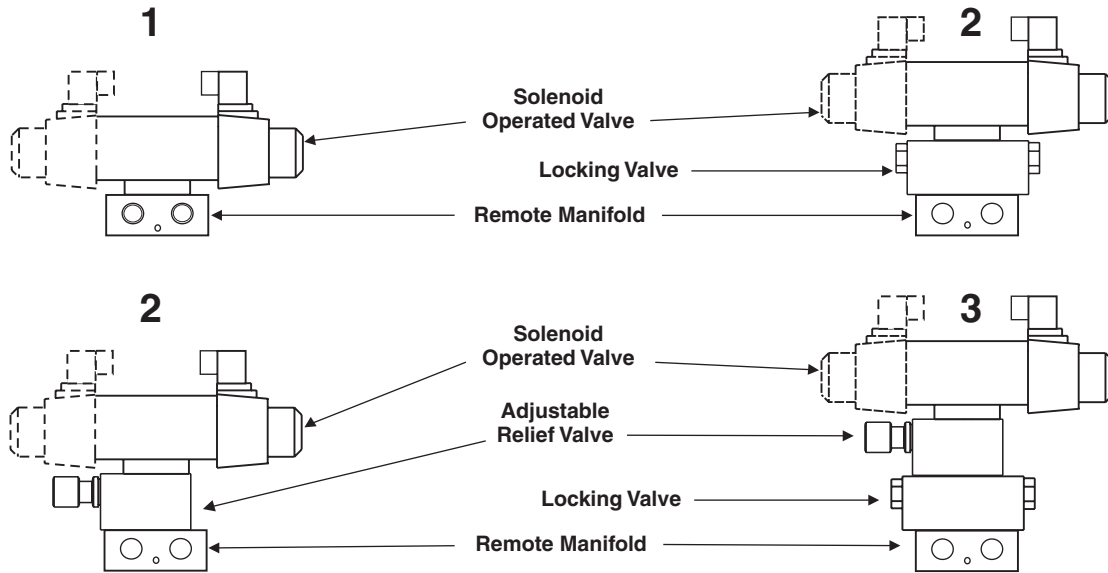 1
2
Solenoid
Operated Valve
Locking Valve
Remote Manifold
2
3
Solenoid
Operated Valve
Adjustable
Relief Valve
Locking Valve
Remote Manifold